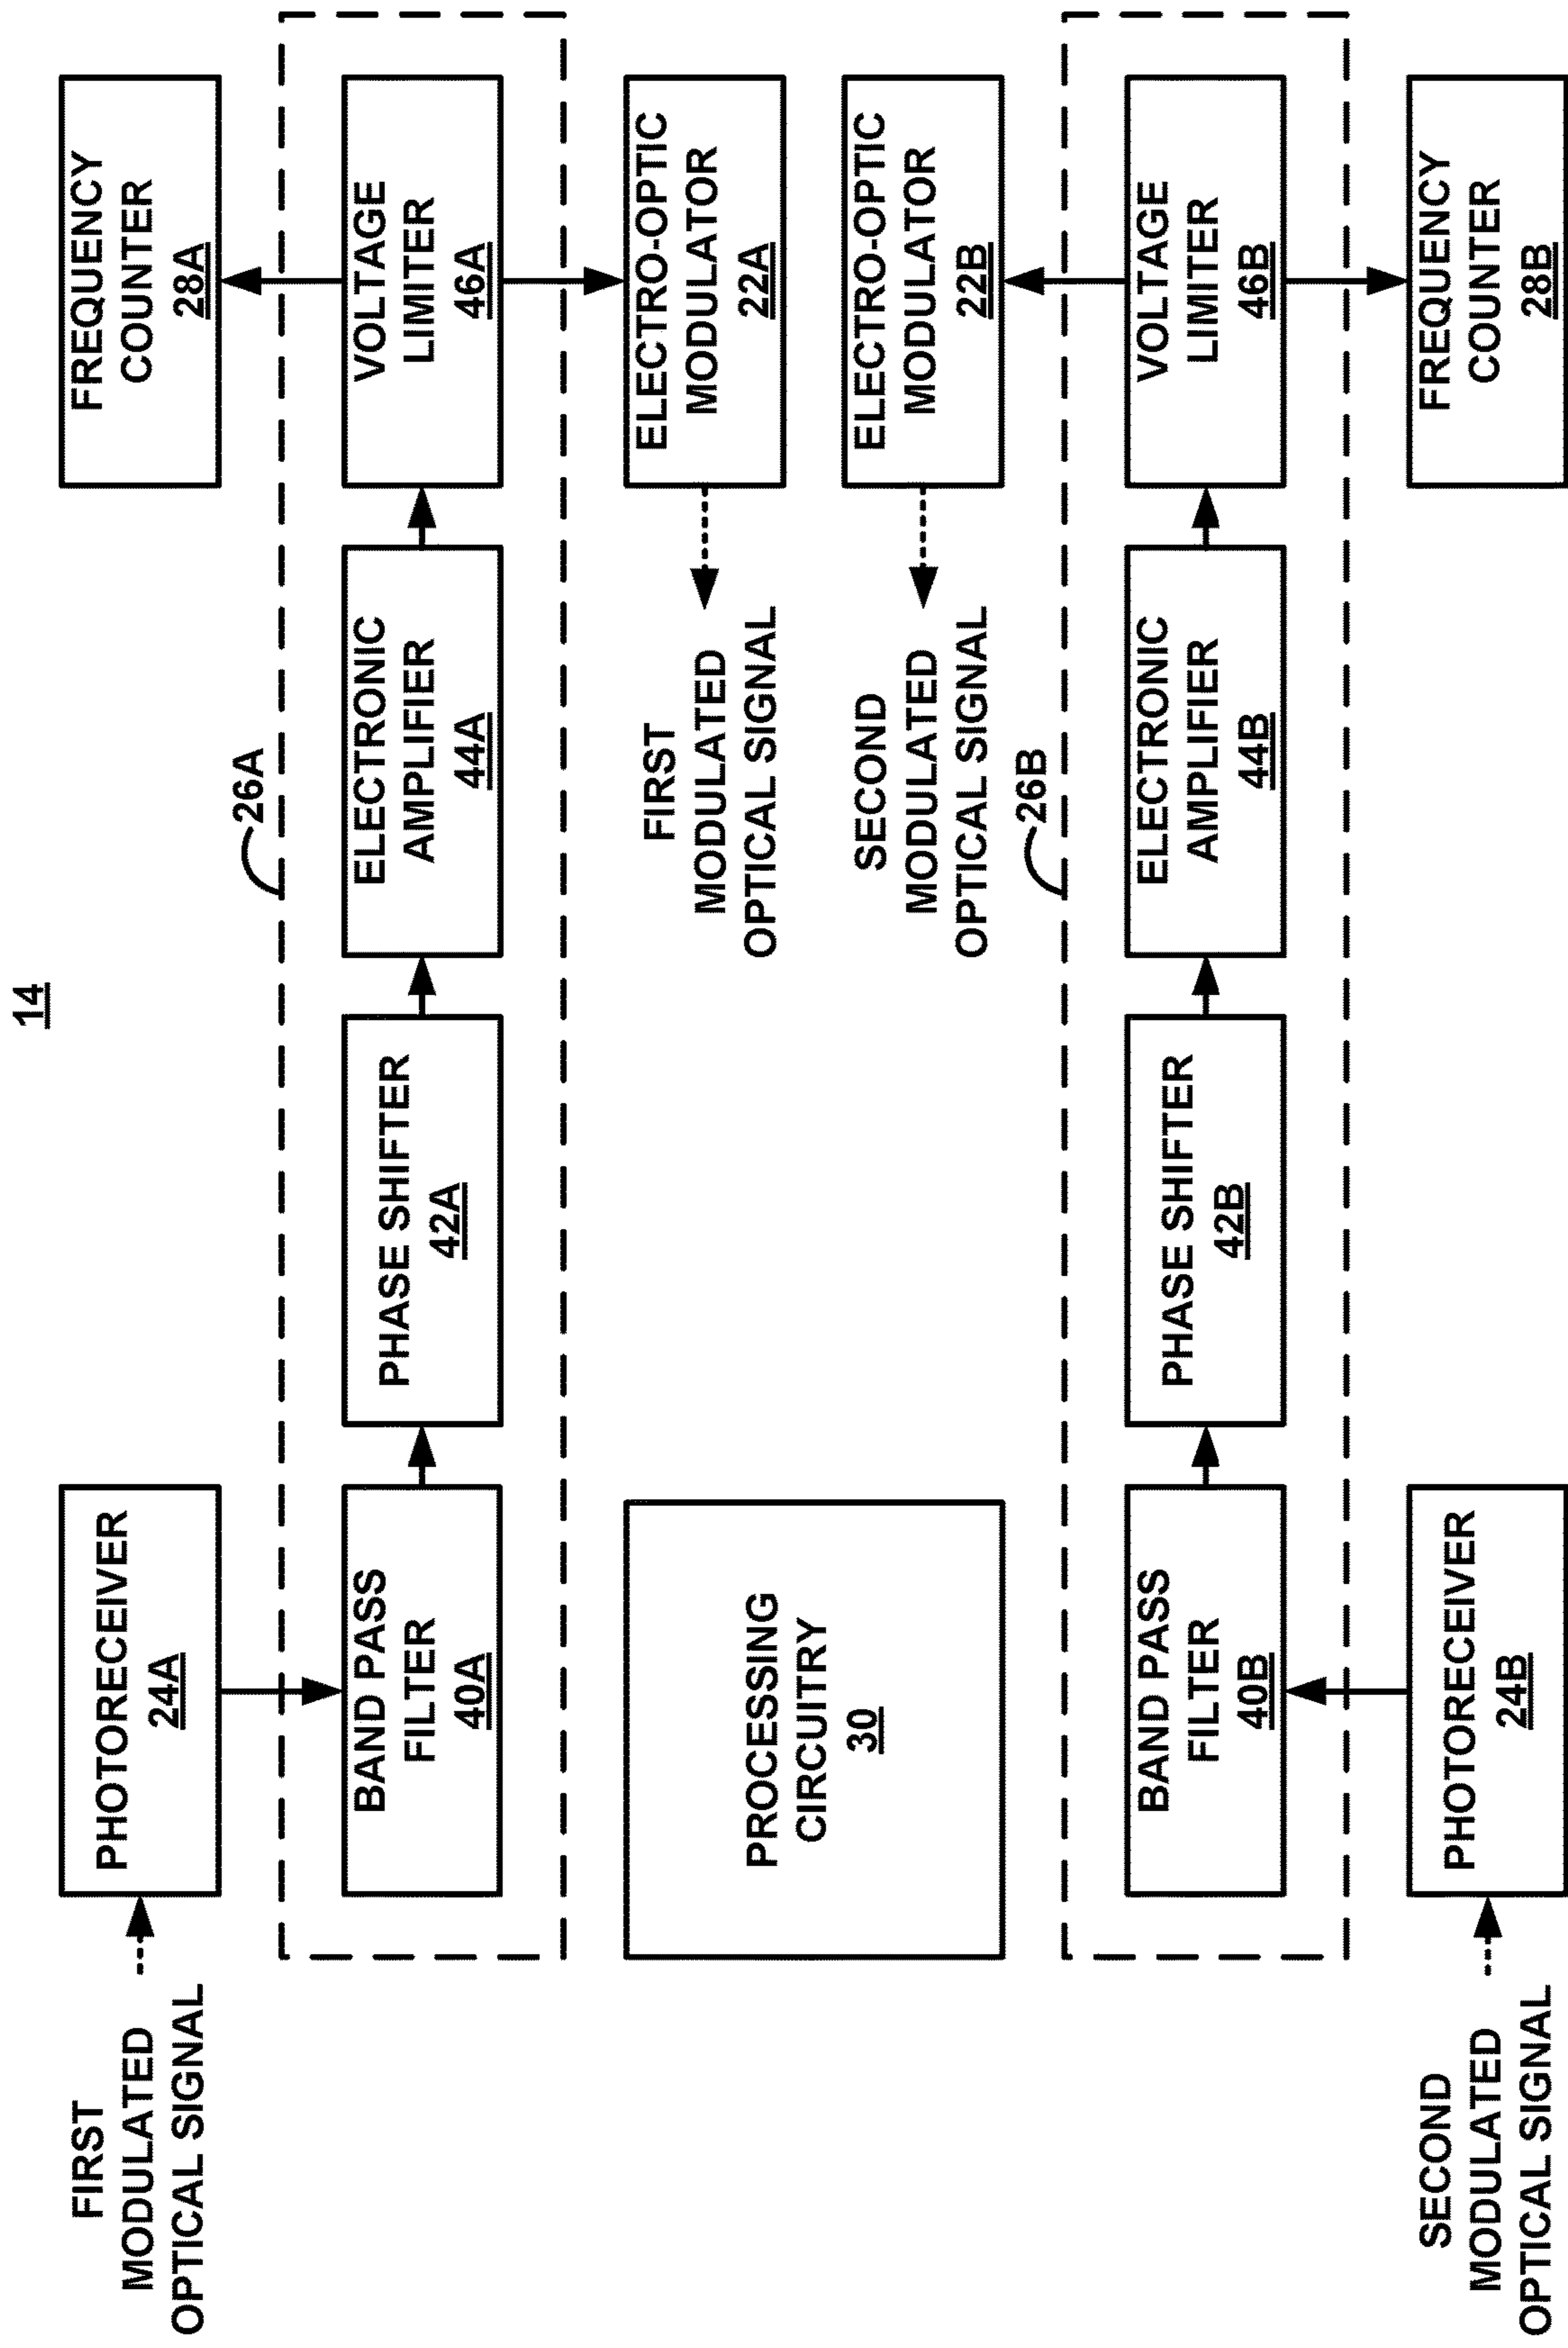 14
FIRST
MODULATED
OPTICAL SIGNAL
PHOTORECEIVER
24A
FREQUENCY
COUNTER
28A
26A
BAND PASS
FILTER
40A
PHASE SHIFTER
42A
ELECTRONIC
AMPLIFIER
44A
VOLTAGE
LIMITER
46A
PROCESSING
CIRCUITRY
30
FIRST
MODULATED
OPTICAL SIGNAL
ELECTRO-OPTIC
MODULATOR
22A
SECOND
MODULATED
OPTICAL SIGNAL
ELECTRO-OPTIC
MODULATOR
22B
26B
BAND PASS
FILTER
40B
PHASE SHIFTER
42B
ELECTRONIC
AMPLIFIER
44B
VOLTAGE
LIMITER
46B
SECOND
MODULATED
OPTICAL SIGNAL
PHOTORECEIVER
24B
FREQUENCY
COUNTER
28B